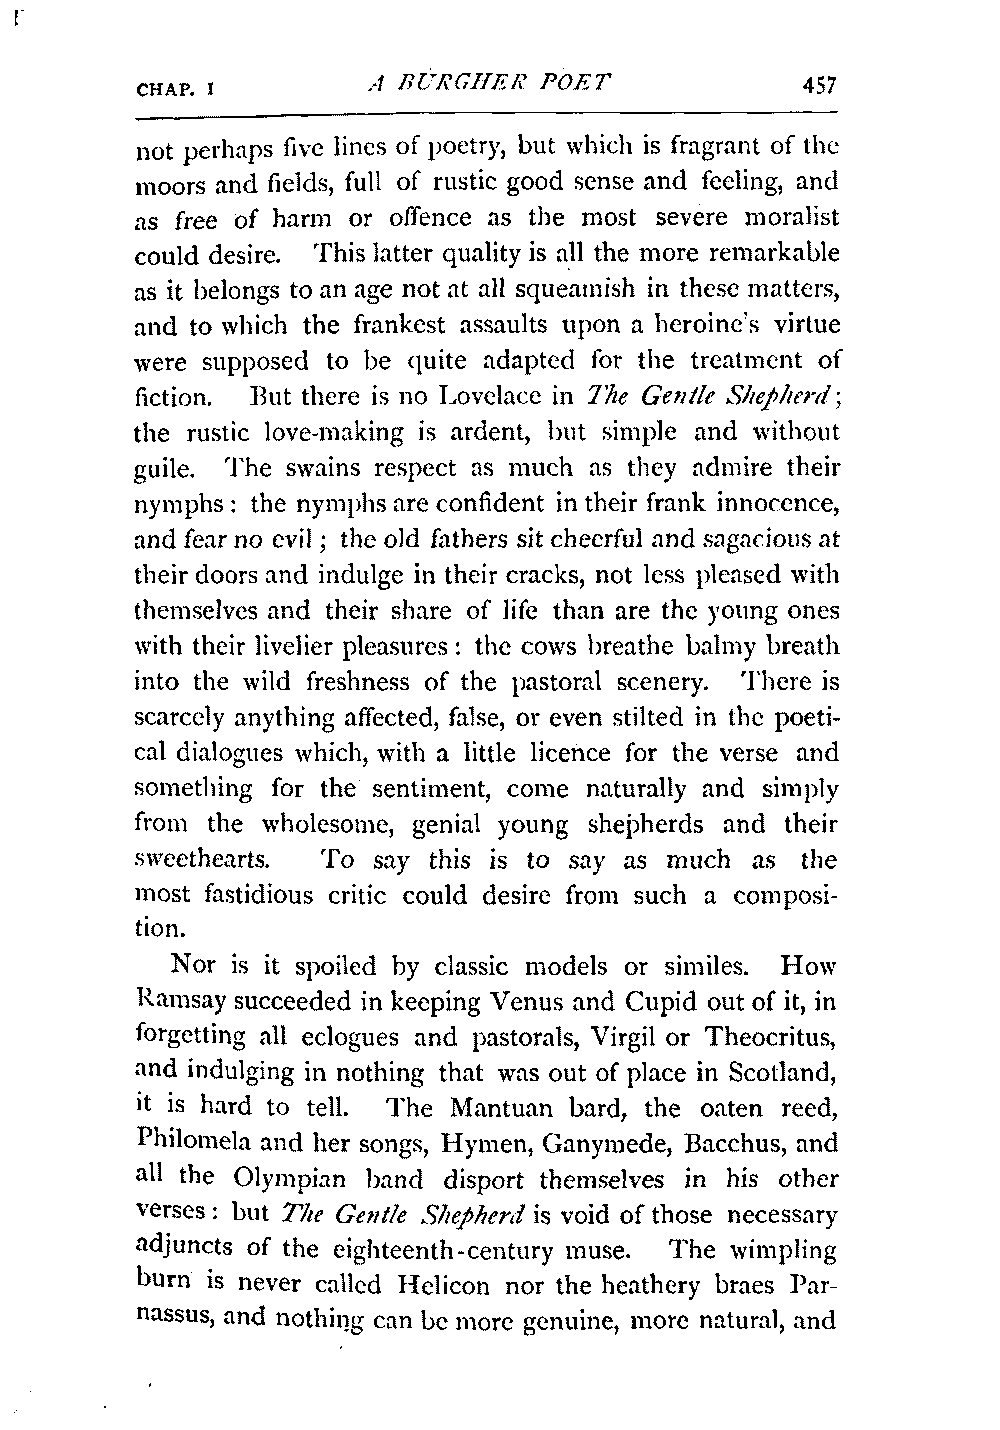 CHAP. I A BURGHER POET 457
not perhaps five lines of poetry, but which is fragrant of the
moors and fields, full of rustic good sense and feeling, and
as free of harm or offence as the most severe moralist
could desire. This latter quality is all the more remarkable
as it belongs to an age not at all squeamish in these matters,
and to which the frankest assaults upon a heroine's virtue
were supposed to be quite adapted for the treatment of
fiction. But there is no Lovelace in The Gentle Shepherd;
the rustic love-making is ardent, but simple and without
guile. The swains respect as much as they admire their
nymphs: the nymphs are confident in their frank innocence,
and fear no evil; the old fathers sit cheerful and sagacious at
their doors and indulge in their cracks, not less pleased with
themselves and their share of life than are the young ones
with their livelier pleasures: the cows breathe balmy breath
into the wild freshness of the pastoral scenery. There is
scarcely anything affected, false, or even stilted in the poeti-
cal dialogues which, with a little licence for the verse and
something for the sentiment, come naturally and simply
from the wholesome, genial young shepherds and their
sweethearts. To say this is to say as much as the
most fastidious critic could desire from such a composi-
tion.
Nor is it spoiled by classic models or similes. How
Ramsay succeeded in keeping Venus and Cupid out of it, in
forgetting all eclogues and pastorals, Virgil or Theocritus,
and indulging in nothing that was out of place in Scotland,
it is hard to tell. The Mantuan bard, the oaten reed,
Philomela and her songs, Hymen, Ganymede, Bacchus, and
all the Olympian band disport themselves in his other
verses: but The Gentle Shepherd is void of those necessary
adjuncts of the eighteenth-century muse. The wimpling
burn is never called Helicon nor the heathery braes Par-
nassus, and nothing can be more genuine, more natural, and